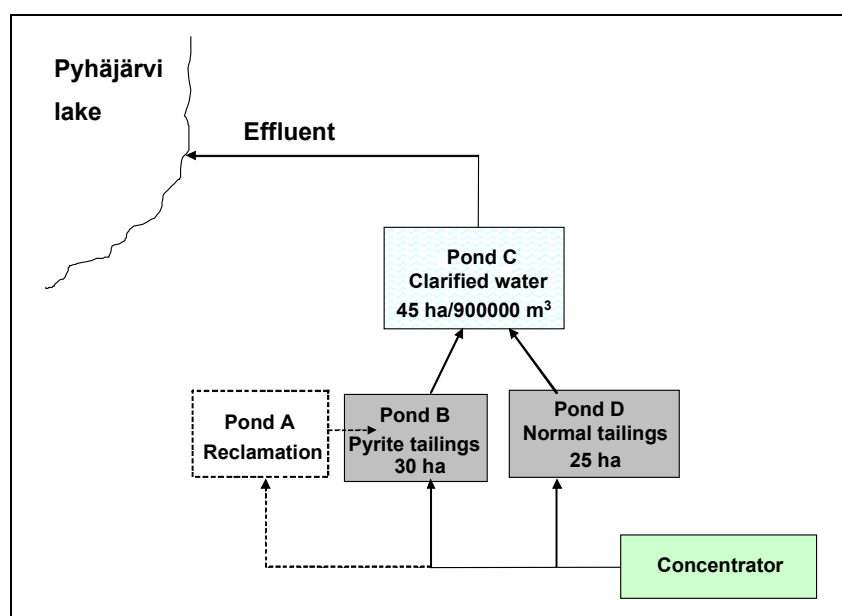 Pyhäjärvi
lake
Effluent
Pond C
Clarified water
45 ha/900000 m³
Pond A
Reclamation
Pond B
Pyrite tailings
30 ha
Pond D
Normal tailings
25 ha
Concentrator